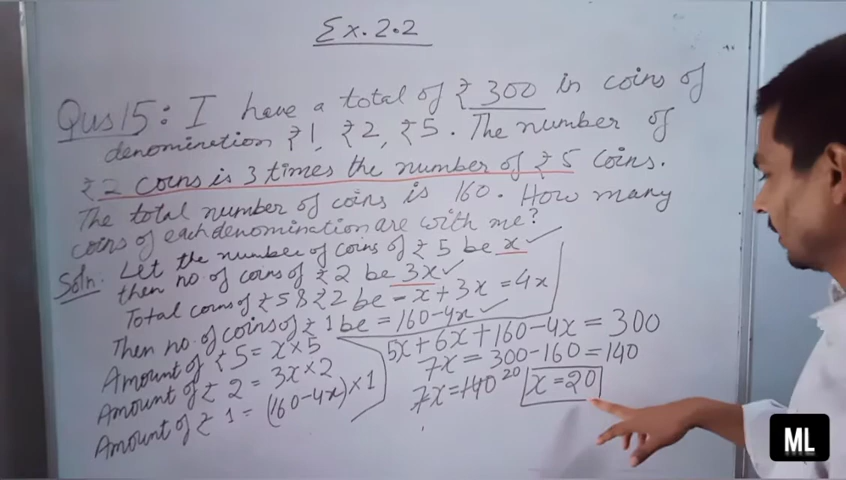 Ex. 2.2
Qus 15: I have a total of ₹ 300 in coins of
denomination ₹1, ₹2, ₹5. The number of
₹2 coins is 3 times the number of ₹5 coins.
The total number of coins is 160. How many
coins of each denomination are with me?
Soln: Let the number of coins of ₹5 be x ✓
then no. of coins of ₹2 be 3x ✓
Total coins of ₹5 & ₹2 be - x + 3x = 4x
Then no. of coins of ₹1 be = 160-4x ✓
Amount of ₹5 = x × 5
Amount of ₹2 = 3x × 2
Amount of ₹1 = (160-4x) × 1
5x + 6x + 160 - 4x = 300
7x = 300 - 160 = 140
7x = 140 20 x = 20
ML